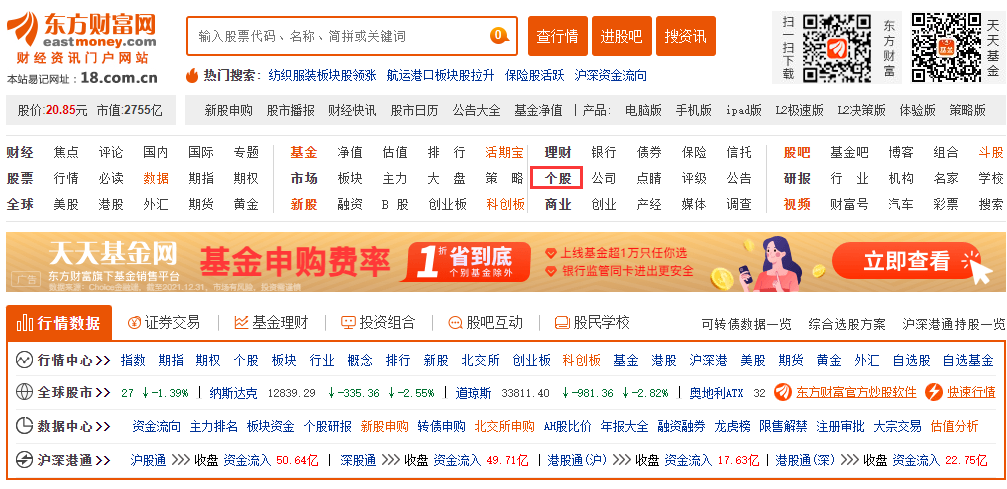 东方财富网
eastmoney.com
财经资讯门户网站
本站易记网址：18.com.cn
输入股票代码、名称、简拼或关键词
查行情 进股吧 搜资讯
热门搜索： 纺织服装板块股领涨 航运港口板块股拉升 保险股活跃 沪深资金流向
扫一扫下载
东方财富
天天基金
股价:20.85元 市值:2755亿
新股申购 股市播报 财经快讯 股市日历 公告大全 基金净值 | 产品： 电脑版 手机版 ipad版 L2极速版 L2决策版 体验版 策略版
财经 焦点 评论 国内 国际 专题 基金 净值 估值 排 行 活期宝 理财 银行 债券 保险 信托 股吧 基金吧 博客 组合 斗股
股票 行情 必读 数据 期指 期权 市场 板块 主力 大 盘 策 略 个股 公司 点睛 评级 公告 研报 行 业 机构 名家 学校
全球 美股 港股 外汇 期货 黄金 新股 融资 B 股 创业板 科创板 商业 创业 产经 媒体 调查 视频 财富号 汽车 彩票 搜索
天天基金网
东方财富旗下基金销售平台
广告
数据来源：Choice金融终端，截至2021.12.31，市场有风险，投资需谨慎
基金申购费率
1折 省到底
个别基金除外
上线基金超1万只任你选
银行监管同卡进出更安全
立即查看
行情数据 证券交易 基金理财 投资组合 股吧互动 股民学校 可转债数据一览 综合选股方案 沪深港通持股一览
行情中心>> 指数 期指 期权 个股 板块 行业 概念 排行 新股 北交所 创业板 科创板 基金 港股 沪深港 美股 期货 黄金 外汇 自选股 自选基金
全球股市>> 27 ↓-1.39% | 纳斯达克 12839.29 ↓-335.36 ↓-2.55% | 道琼斯 33811.40 ↓-981.36 ↓-2.82% | 奥地利ATX 32 东方财富官方炒股软件 快速行情
数据中心>> 资金流向 主力排名 板块资金 个股研报 新股申购 转债申购 北交所申购 AH股比价 年报大全 融资融券 龙虎榜 限售解禁 注册审批 大宗交易 估值分析
沪深港通>> 沪股通 >>> 收盘 资金流入 50.64亿 | 深股通 >>> 收盘 资金流入 49.71亿 | 港股通(沪) >>> 收盘 资金流入 17.63亿 | 港股通(深) >>> 收盘 资金流入 22.75亿